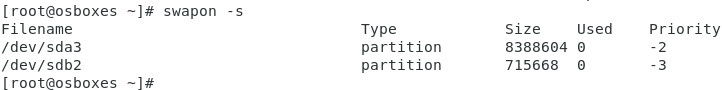 [root@osboxes ~]# swapon -s
Filename Type Size Used Priority
/dev/sda3 partition 8388604 0 -2
/dev/sdb2 partition 715668 0 -3
[root@osboxes ~]#